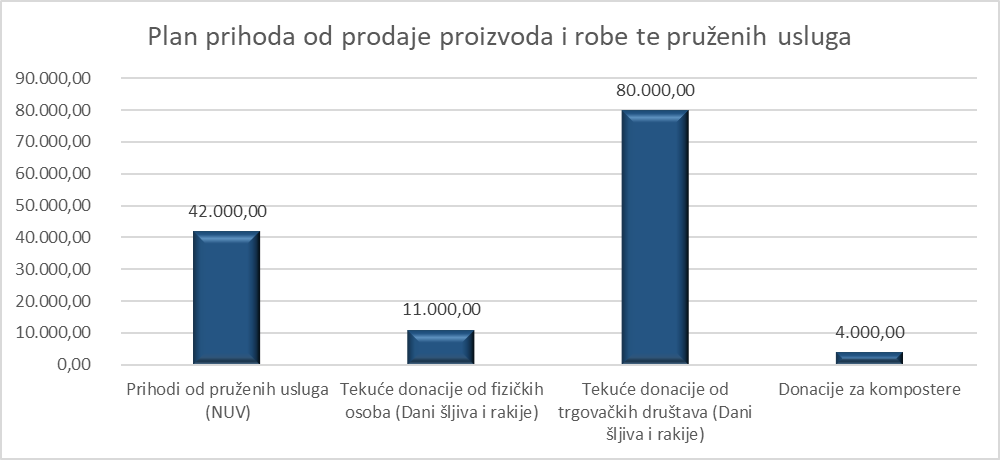 Plan prihoda od prodaje proizvoda i robe te pruženih usluga
90.000,00
80.000,00
70.000,00
60.000,00
50.000,00
40.000,00
30.000,00
20.000,00
10.000,00
0,00
42.000,00
11.000,00
80.000,00
4.000,00
Prihodi od pruženih usluga
(NUV)
Tekuće donacije od fizičkih
osoba (Dani šljiva i rakije)
Tekuće donacije od
trgovačkih društava (Dani
šljiva i rakije)
Donacije za kompostere